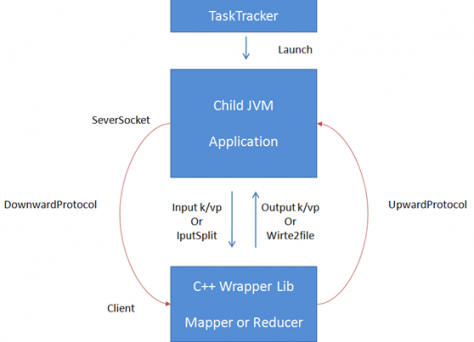 TaskTracker
Launch
Child JVM
Application
SeverSocket
DownwardProtocol
Input k/vp
Or
IputSplit
Output k/vp
Or
Wirte2file
UpwardProtocol
C++ Wrapper Lib
Mapper or Reducer
Client